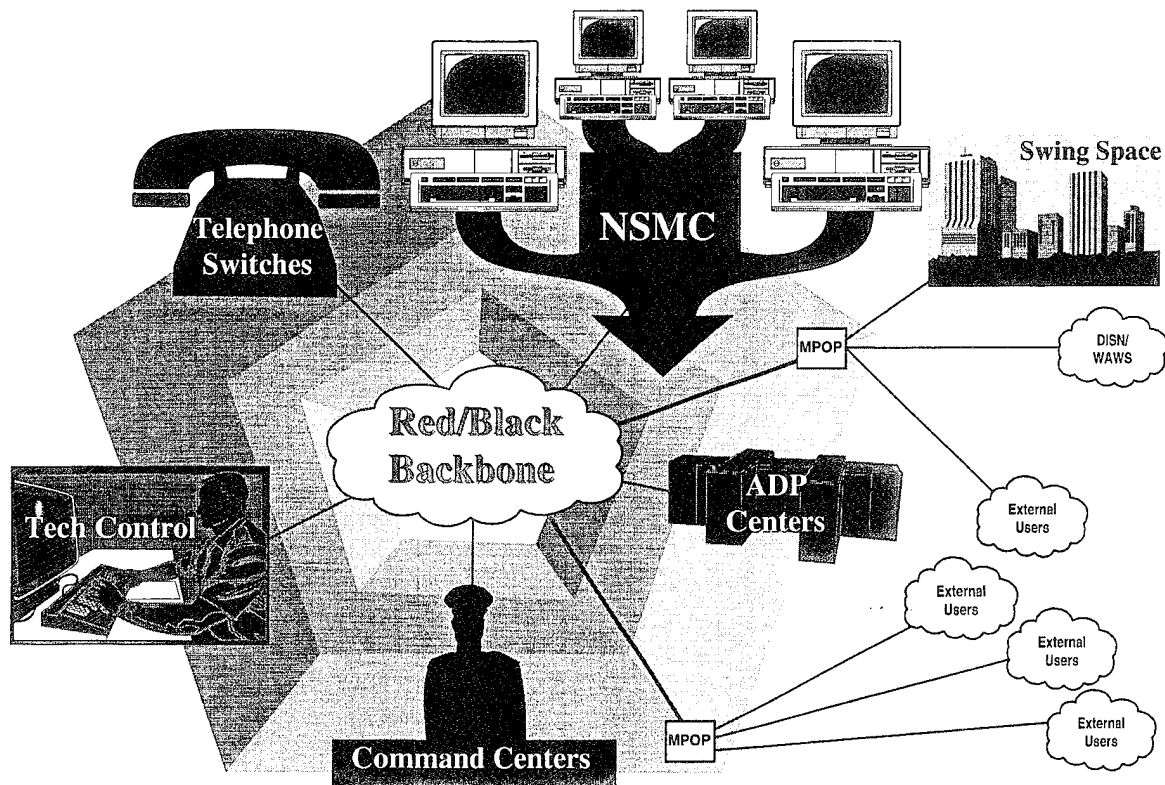 Telephone
Switches
NSMC
Swing Space
MPOP
DISN/
WAWS
Red/Black
Backbone
ADP
Centers
Tech Control
External
Users
External
Users
External
Users
External
Users
MPOP
Command Centers